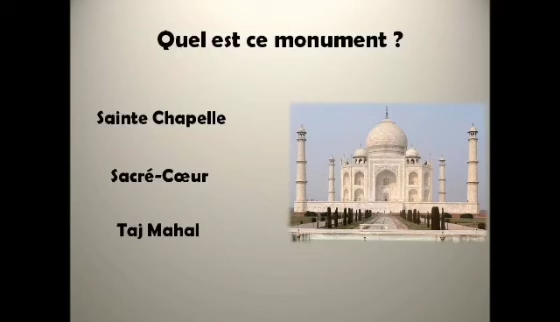 Quel est ce monument ?
Sainte Chapelle
Sacré-Cœur
Taj Mahal